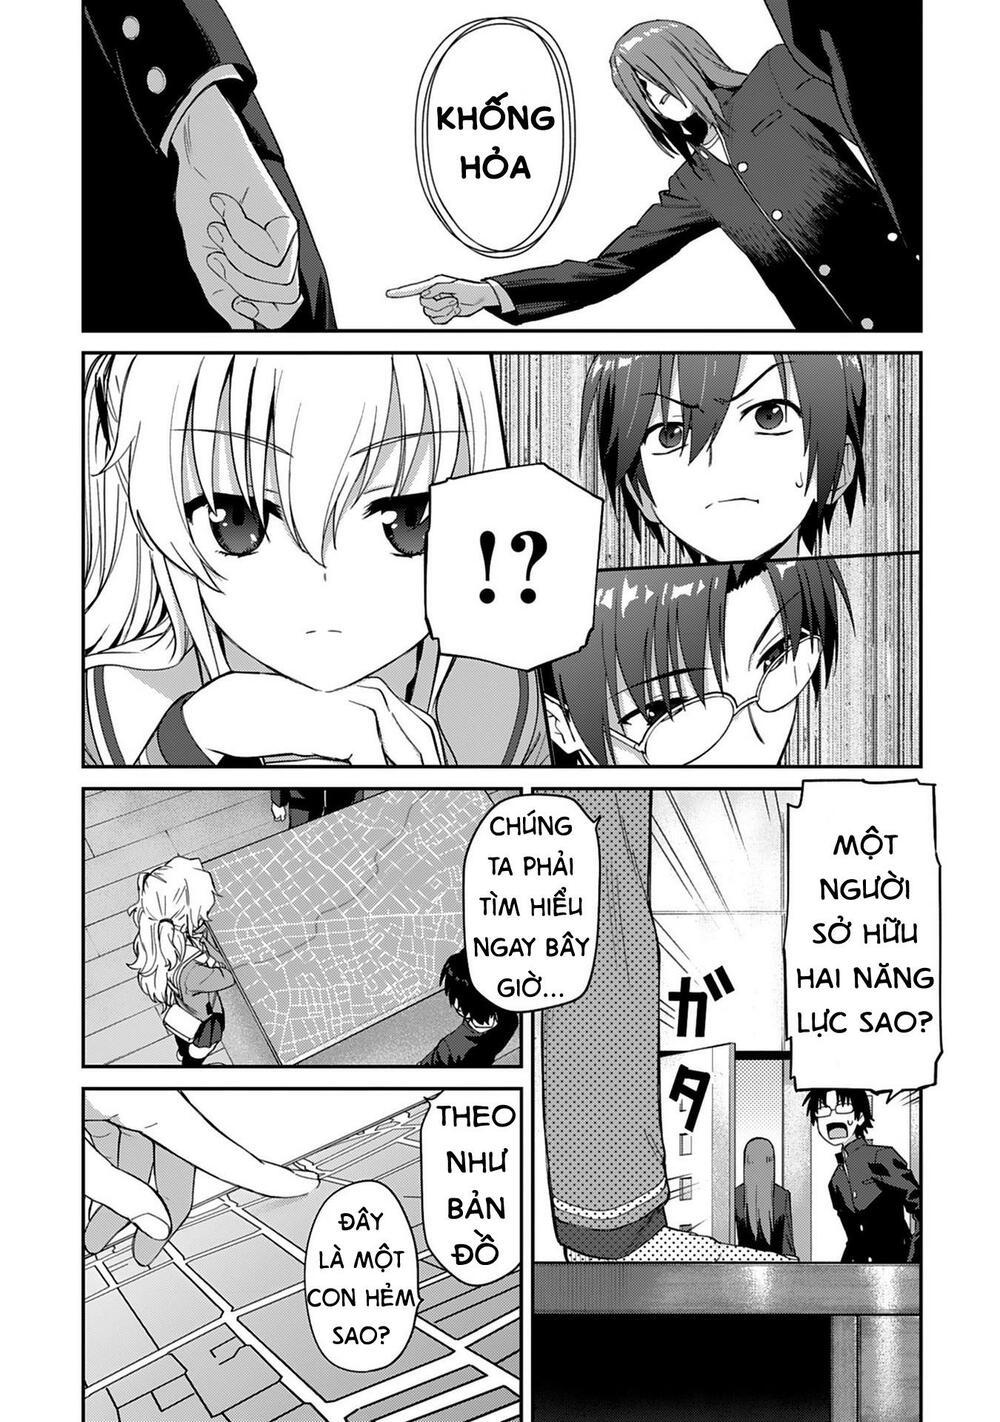 KHỐNG
HỎA
!?
MỘT
NGƯỜI
SỞ HỮU
HAI NĂNG
LỰC SAO?
ガタ
CHÚNG
TA PHẢI
TÌM HIỂU
NGAY BÂY
GIỜ...
THEO
NHƯ
BẢN
ĐỒ
ĐÂY
LÀ MỘT
CON HẺM
SAO?